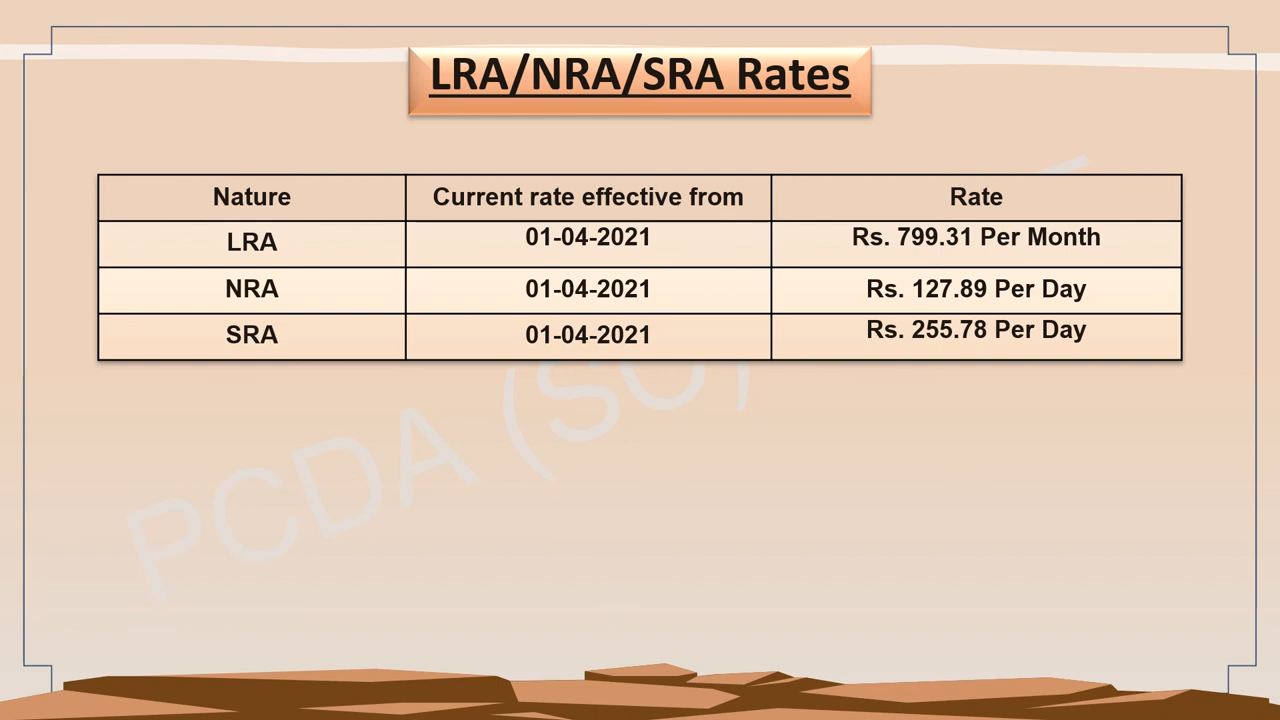 LRA/NRA/SRA Rates
Nature Current rate effective from Rate
LRA 01-04-2021 Rs. 799.31 Per Month
NRA 01-04-2021 Rs. 127.89 Per Day
SRA 01-04-2021 Rs. 255.78 Per Day
PCDA (SC)